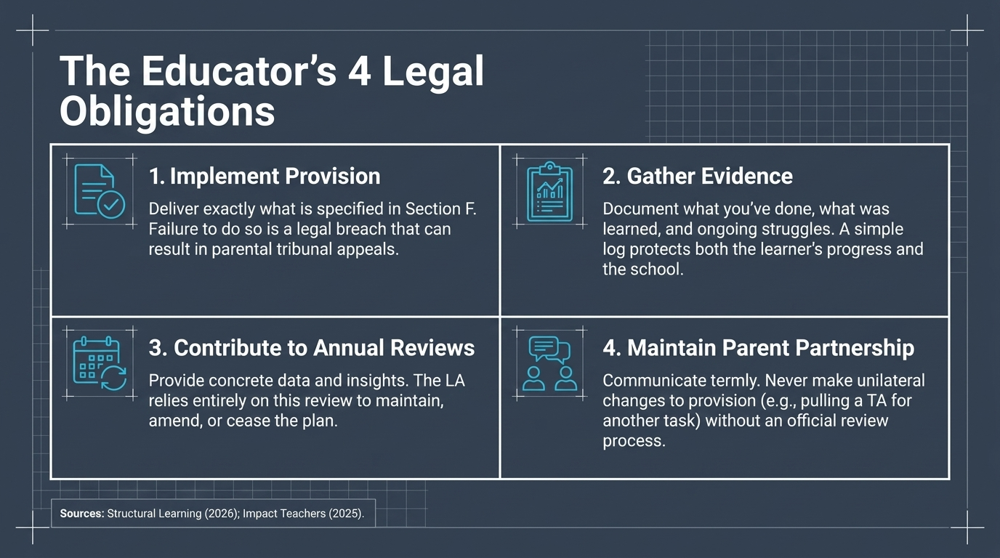 The Educator’s 4 Legal
Obligations
1. Implement Provision
Deliver exactly what is specified in Section F.
Failure to do so is a legal breach that can
result in parental tribunal appeals.
2. Gather Evidence
Document what you’ve done, what was
learned, and ongoing struggles. A simple
log protects both the learner’s progress and
the school.
3. Contribute to Annual Reviews
Provide concrete data and insights. The LA
relies entirely on this review to maintain,
amend, or cease the plan.
4. Maintain Parent Partnership
Communicate termly. Never make unilateral
changes to provision (e.g., pulling a TA for
another task) without an official review
process.
Sources: Structural Learning (2026); Impact Teachers (2025).